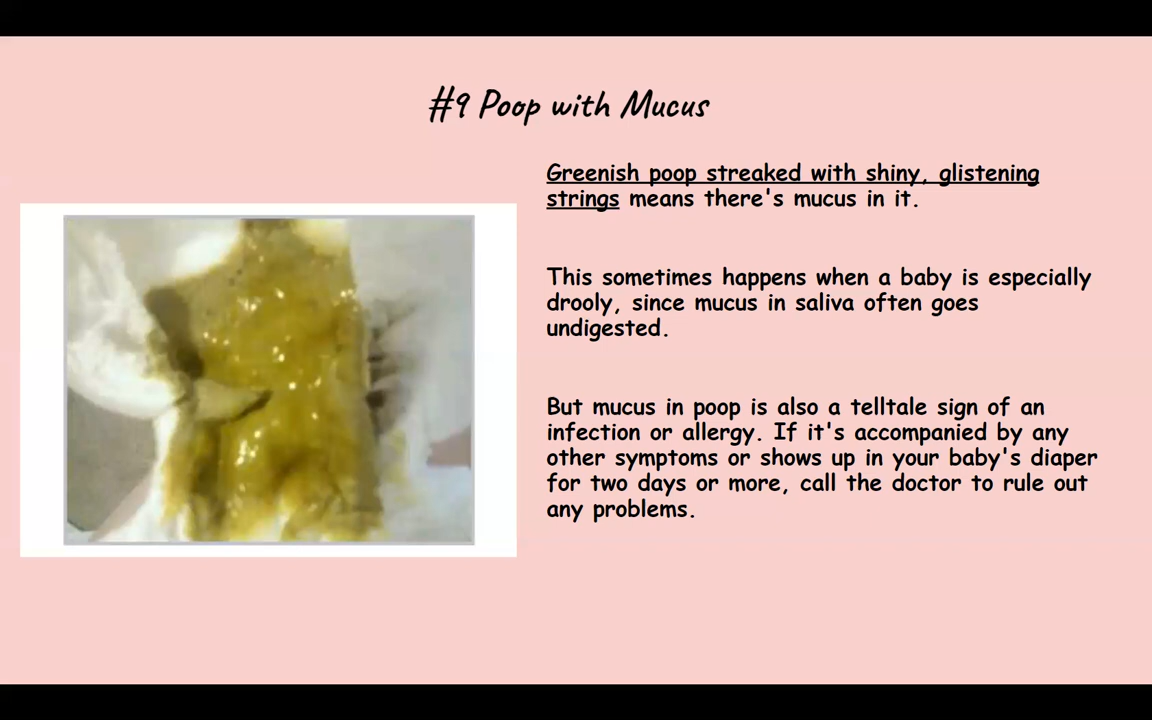 #9 Poop with Mucus
Greenish poop streaked with shiny, glistening
strings means there's mucus in it.
This sometimes happens when a baby is especially
drooly, since mucus in saliva often goes
undigested.
But mucus in poop is also a telltale sign of an
infection or allergy. If it's accompanied by any
other symptoms or shows up in your baby's diaper
for two days or more, call the doctor to rule out
any problems.